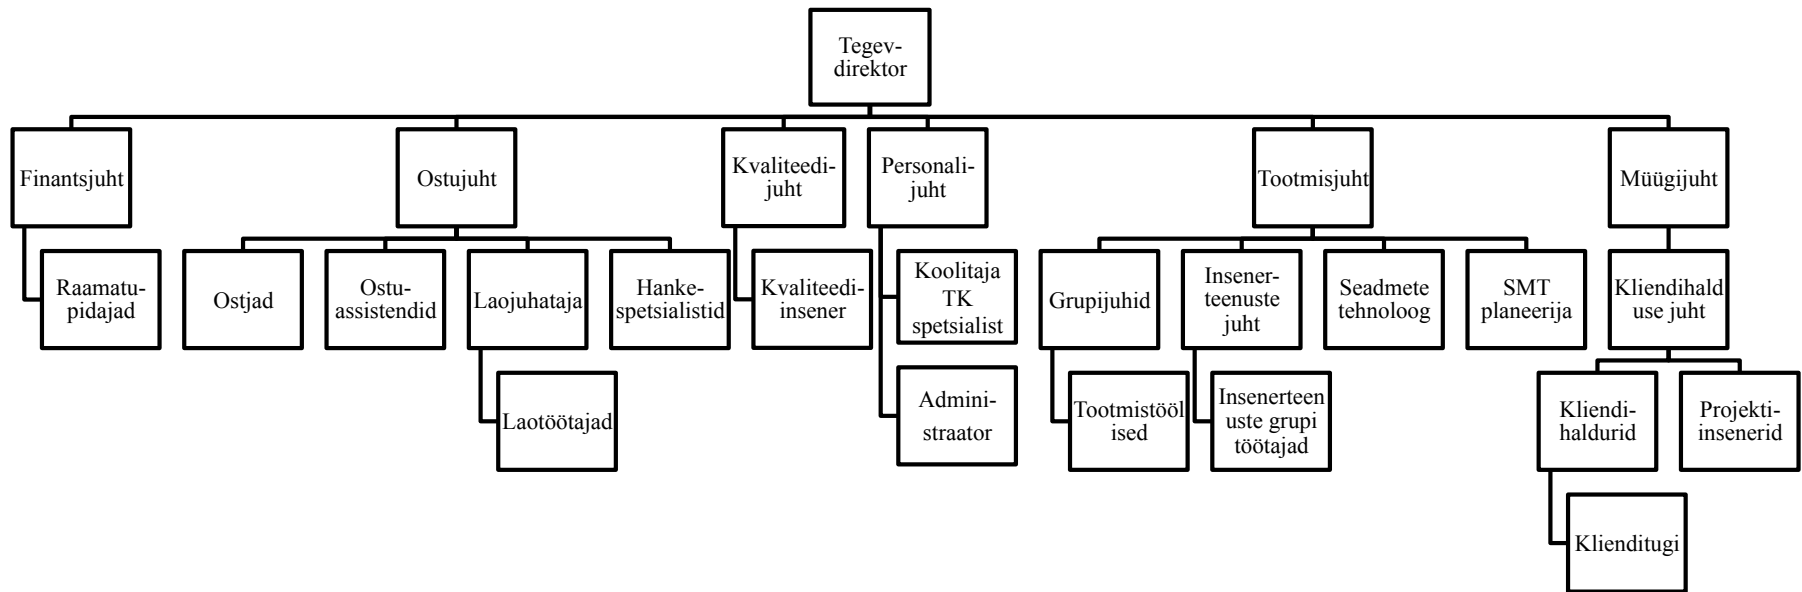 Tegev-
direktor
Finantsjuht
Ostujuht
Kvaliteedi-
juht
Personali-
juht
Tootmisjuht
Müügijuht
Raamatu-
pidajad
Ostjad
Ostu-
assistendid
Laojuhataja
Hanke-
spetsialistid
Kvaliteedi-
insener
Koolitaja
TK
spetsialist
Grupijuhid
Insener-
teenuste
juht
Seadmete
tehnoloog
SMT
planeerija
Kliendihald
use juht
Laotöötajad
Admini-
straator
Tootmistööl
ised
Insenerteen
uste grupi
töötajad
Kliendi-
haldurid
Projekti-
insenerid
Klienditugi